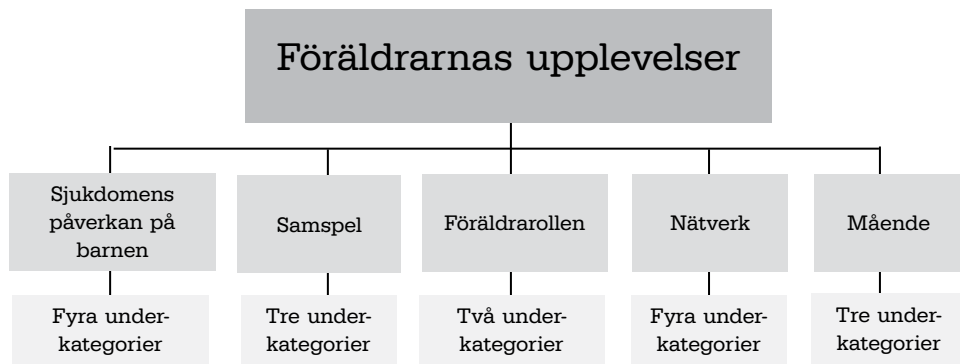 Föräldrarnas upplevelser
Sjukdomens
påverkan på
barnen
Samspel
Föräldrarollen
Nätverk
Mående
Fyra under-
kategorier
Tre under-
kategorier
Två under-
kategorier
Fyra under-
kategorier
Tre under-
kategorier